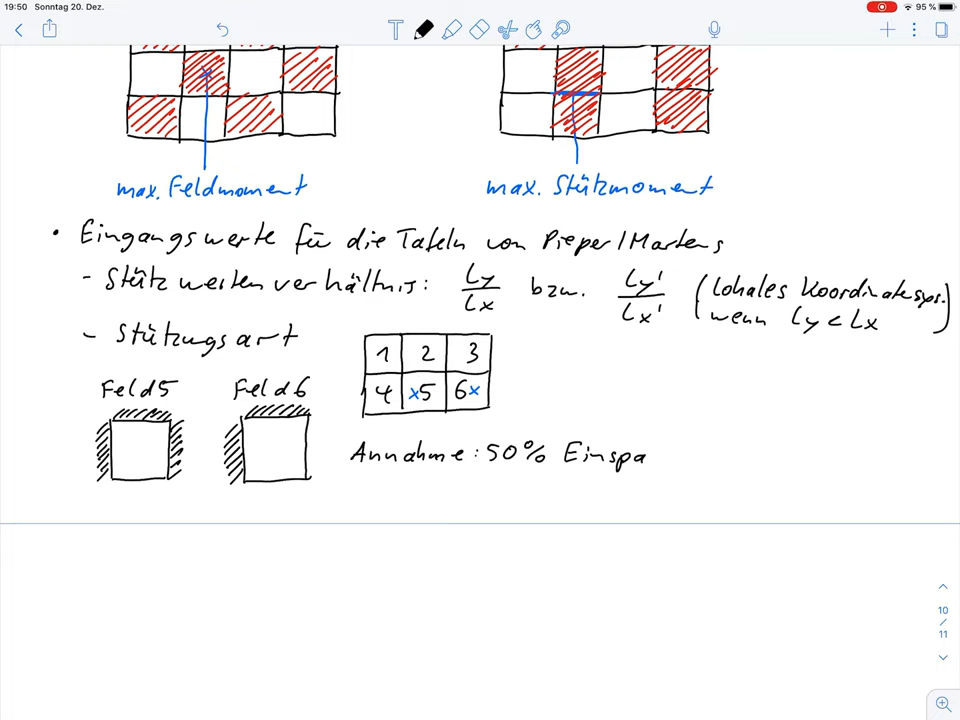 19:50 Sonntag 20. Dez.
95 %
max. Feldmoment
max. Stützmoment
• Eingangswerte für die Tafeln von Pieper/Martens
- Stützweitenverhältnis: Ly/Lx bzw. Ly'/Lx' (Lokales Koordinatensys. wenn Ly < Lx)
- Stützungsart
1 2 3
4 x5 6x
Feld5 Feld6
Annahme: 50% Einspa
10
/
11